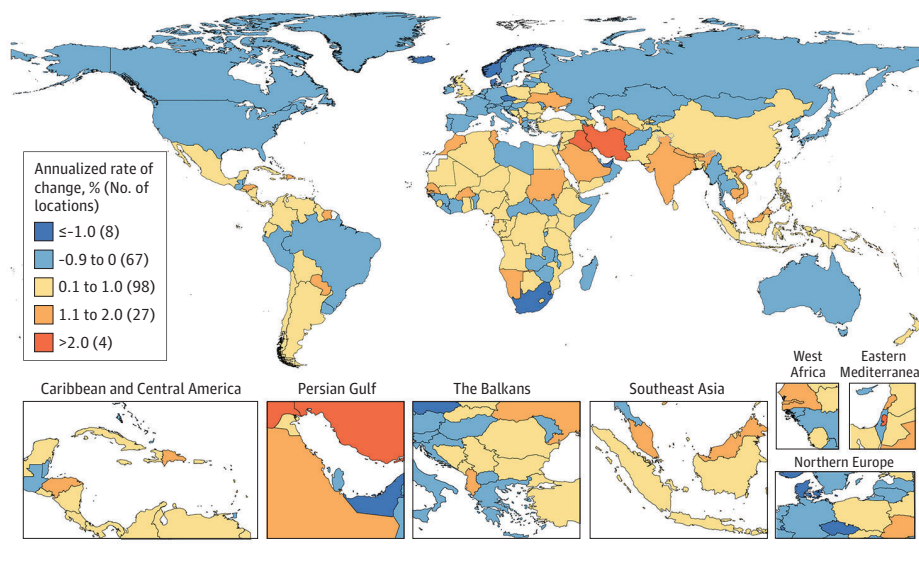 Annualized rate of
change, % (No. of
locations)
≤-1.0 (8)
-0.9 to 0 (67)
0.1 to 1.0 (98)
1.1 to 2.0 (27)
>2.0 (4)
West
Africa
Eastern
Mediterranea
Caribbean and Central America
Persian Gulf
The Balkans
Southeast Asia
Northern Europe